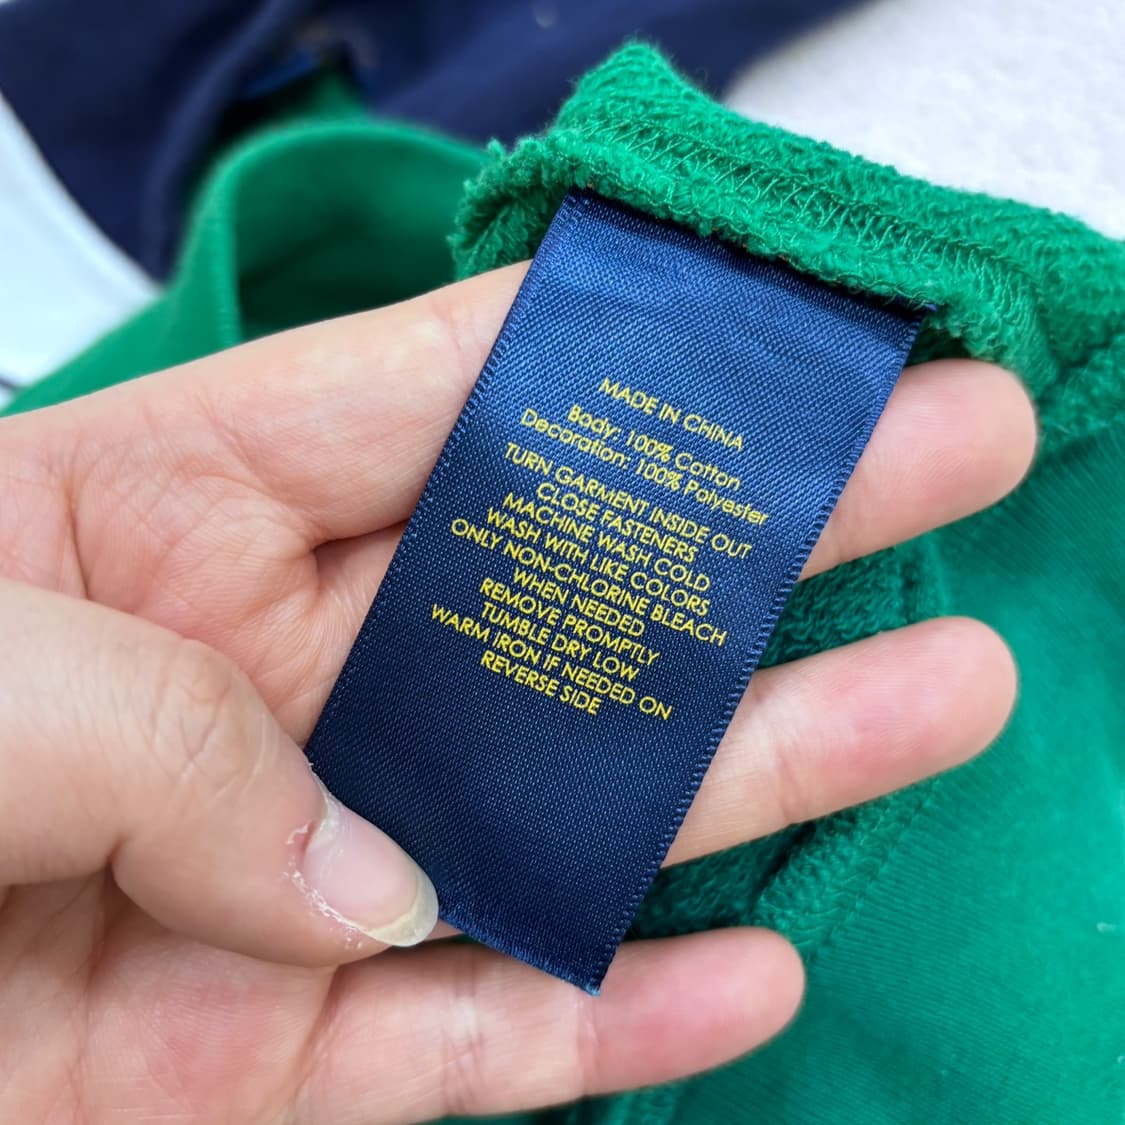 MADE IN CHINA
Body: 100% Cotton
Decoration: 100% Polyester
TURN GARMENT INSIDE OUT
CLOSE FASTENERS
MACHINE WASH COLD
WASH WITH LIKE COLORS
ONLY NON-CHLORINE BLEACH
WHEN NEEDED
REMOVE PROMPTLY
TUMBLE DRY LOW
WARM IRON IF NEEDED ON
REVERSE SIDE